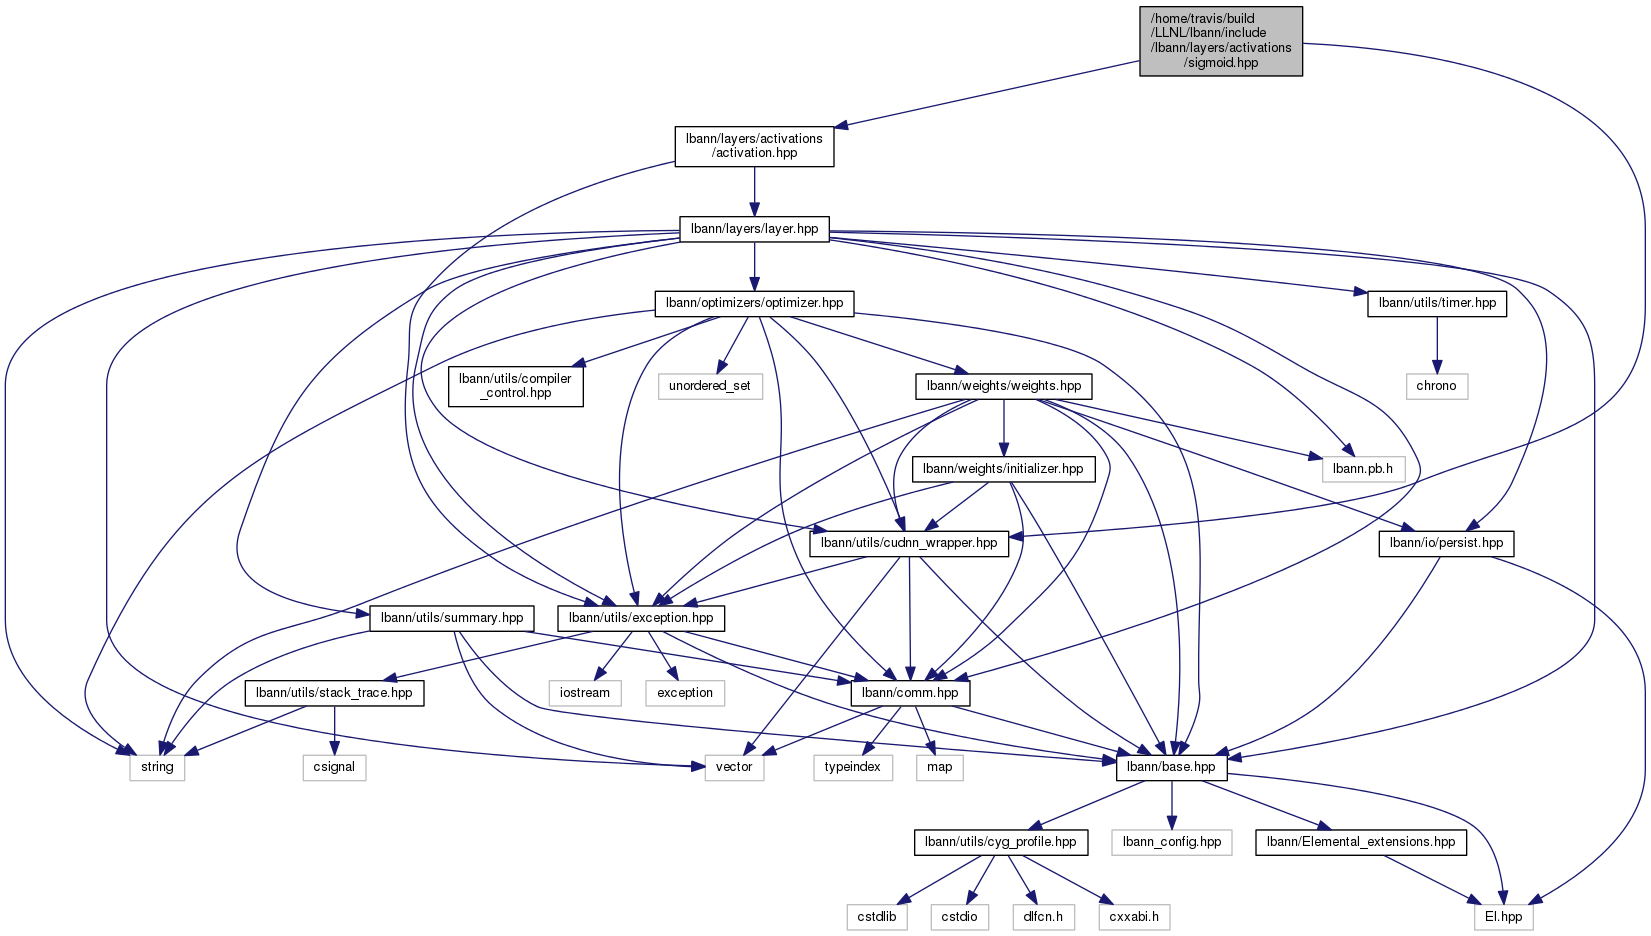 /home/travis/build
/LLNL/lbann/include
/lbann/layers/activations
/sigmoid.hpp
lbann/layers/activations
/activation.hpp
lbann/layers/layer.hpp
lbann/optimizers/optimizer.hpp
lbann/utils/timer.hpp
lbann/utils/compiler
_control.hpp
unordered_set
lbann/weights/weights.hpp
chrono
lbann/weights/initializer.hpp
lbann.pb.h
lbann/utils/cudnn_wrapper.hpp
lbann/io/persist.hpp
lbann/utils/summary.hpp
lbann/utils/exception.hpp
lbann/utils/stack_trace.hpp
iostream
exception
lbann/comm.hpp
string
csignal
vector
typeindex
map
lbann/base.hpp
lbann/utils/cyg_profile.hpp
lbann_config.hpp
lbann/Elemental_extensions.hpp
cstdlib
cstdio
dlfcn.h
cxxabi.h
El.hpp